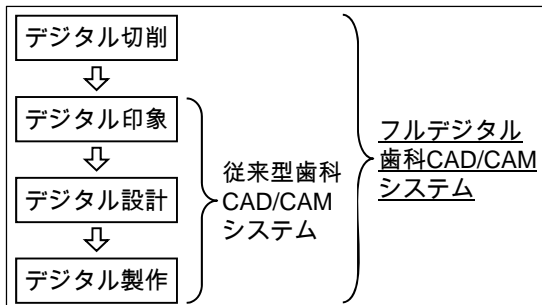 デジタル切削
デジタル印象
デジタル設計
デジタル製作
従来型歯科
CAD/CAM
システム
フルデジタル
歯科CAD/CAM
システム